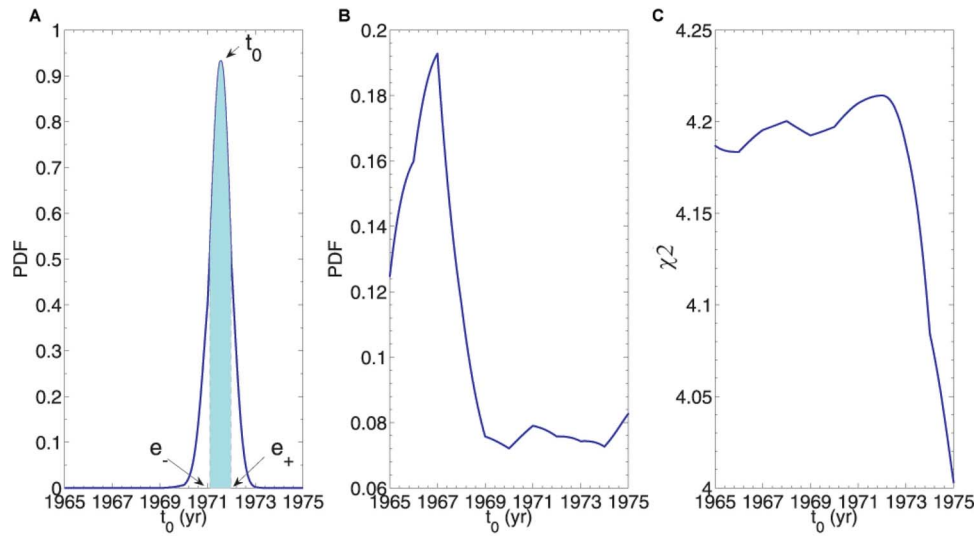 A
1
0.9
0.8
0.7
0.6
0.5
0.4
0.3
0.2
0.1
0
PDF
t0
e-
e+
1965 1967 1969 1971 1973 1975
t0 (yr)
B
0.2
0.18
0.16
0.14
0.12
0.1
0.08
0.06
PDF
1965 1967 1969 1971 1973 1975
t0 (yr)
C
4.25
4.2
4.15
4.1
4.05
4
χ2
1965 1967 1969 1971 1973 1975
t0 (yr)